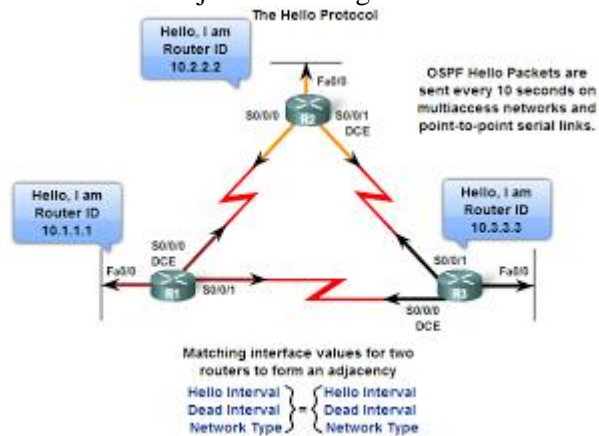 The Hello Protocol
Hello, I am
Router ID
10.2.2.2
Fa0/0
OSPF Hello Packets are
sent every 10 seconds on
multiaccess networks and
point-to-point serial links.
S0/0/0
R2
S0/0/1
DCE
Hello, I am
Router ID
10.1.1.1
Hello, I am
Router ID
10.3.3.3
S0/0/0
DCE
Fa0/0
R1
S0/0/1
S0/0/1
Fa0/0
R3
S0/0/0
DCE
Matching interface values for two
routers to form an adjacency
Hello Interval } = { Hello Interval
Dead Interval Dead Interval
Network Type Network Type